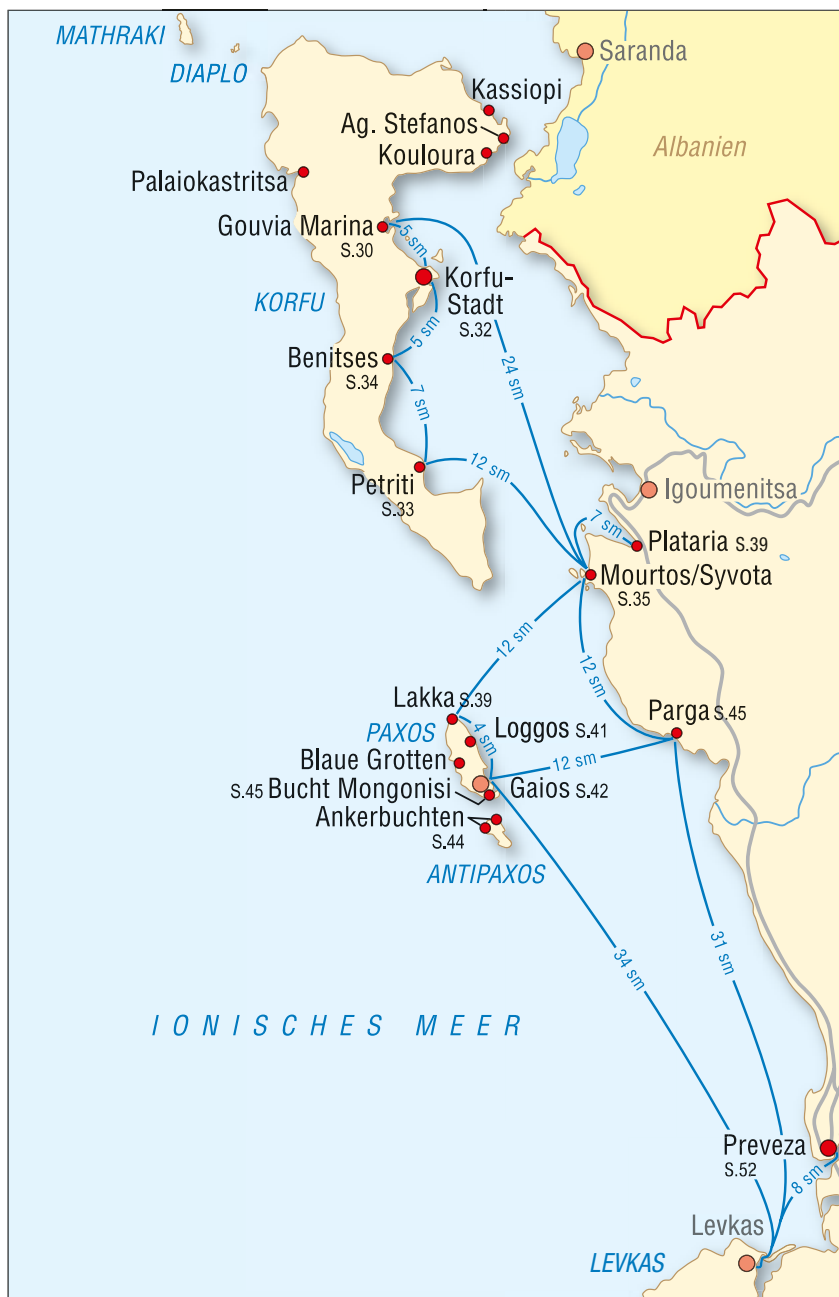 MATHRAKI
DIAPLO
Saranda
Kassiopi
Ag. Stefanos
Kouloura
Albanien
Palaiokastritsa
Gouvia Marina
S.30
5 sm
Korfu-
Stadt
S.32
KORFU
5 sm
24 sm
Benitses
S.34
7 sm
12 sm
Petriti
S.33
Igoumenitsa
7 sm
Plataria S.39
Mourtos/Syvota
S.35
12 sm
12 sm
Lakka S.39
PAXOS
4 sm
Loggos S.41
Parga S.45
Blaue Grotten
12 sm
S.45 Bucht Mongonisi
Gaios S.42
Ankerbuchten
S.44
ANTIPAXOS
34 sm
31 sm
IONISCHES MEER
Preveza
S.52
8 sm
Levkas
LEVKAS